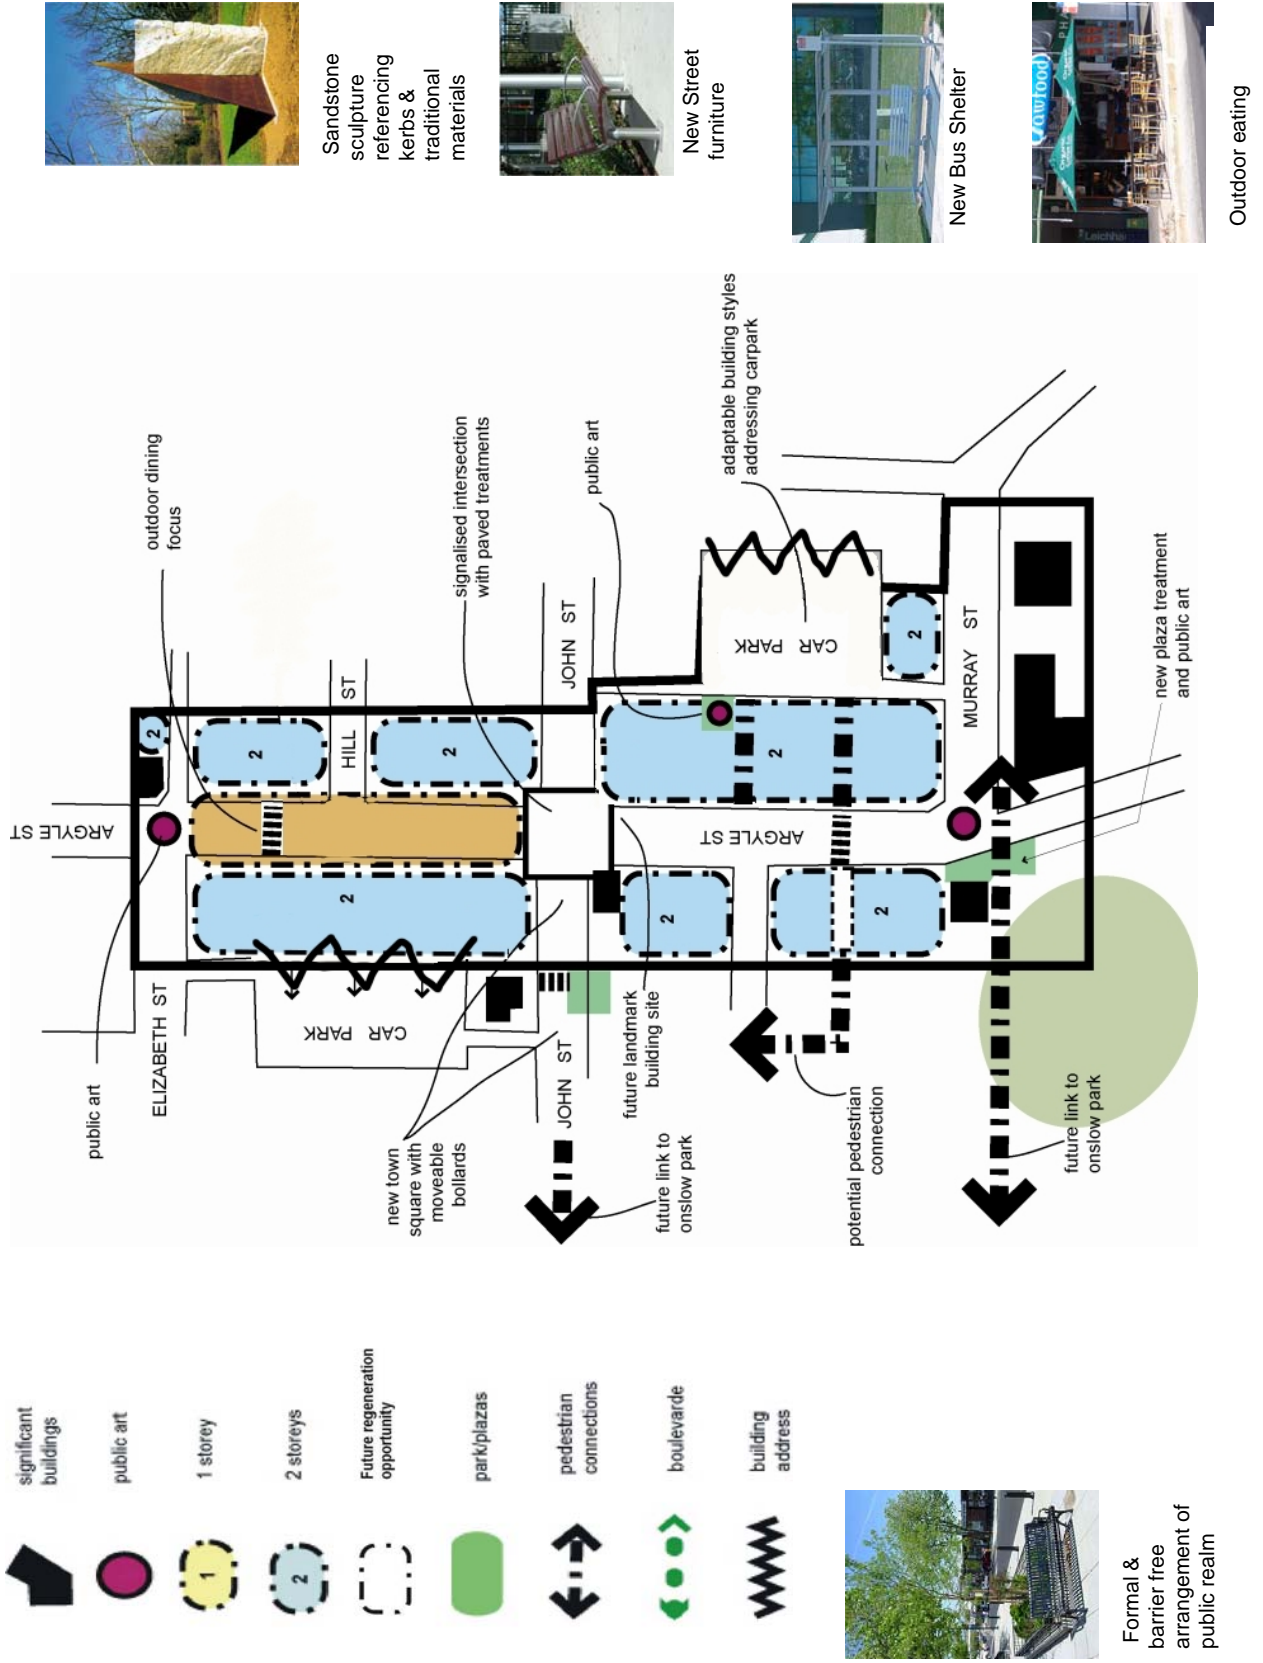 significant
buildings
public art
1
1 storey
2
2 storeys
Future regeneration
opportunity
park/plazas
pedestrian
connections
boulevarde
building
address
Formal &
barrier free
arrangement of
public realm
ARGYLE ST
public art
ELIZABETH ST
2
outdoor dining
focus
2
HILL ST
2
2
CAR PARK
new town
square with
moveable
bollards
signalised intersection
with paved treatments
JOHN ST
JOHN ST
public art
future landmark
building site
future link to
onslow park
2
ARGYLE ST
2
CAR PARK
adaptable building styles
addressing carpark
potential pedestrian
connection
2
2
MURRAY ST
future link to
onslow park
new plaza treatment
and public art
Sandstone
sculpture
referencing
kerbs &
traditional
materials
New Street
furniture
New Bus Shelter
PHA
Outdoor eating